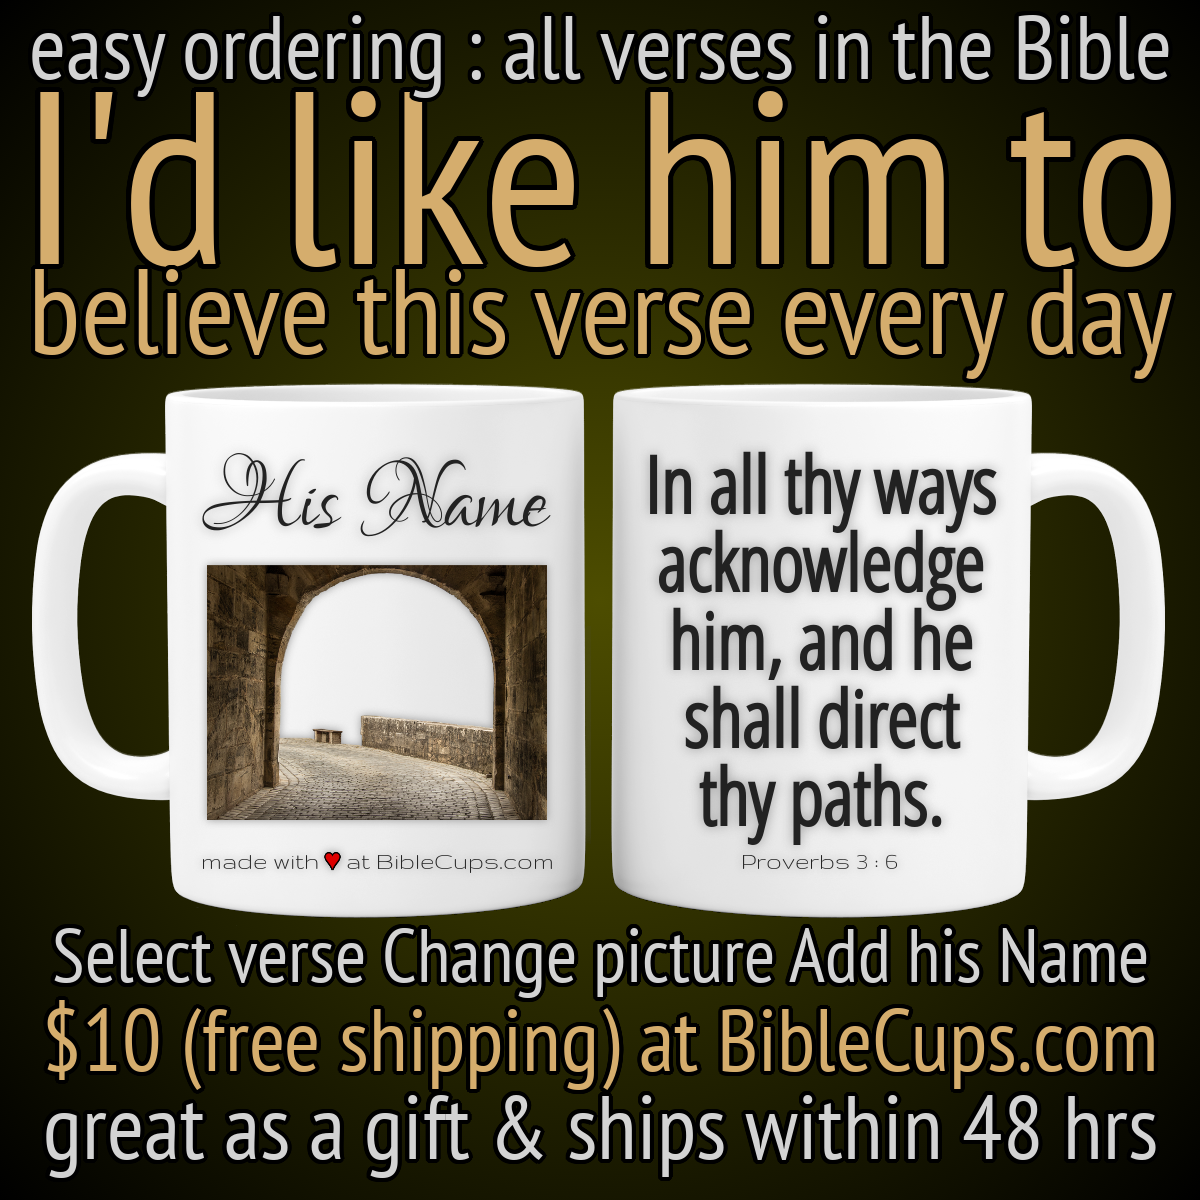 easy ordering : all verses in the Bible
I'd like him to
believe this verse every day
His Name
made with ♥ at BibleCups.com
In all thy ways
acknowledge
him, and he
shall direct
thy paths.
Proverbs 3 : 6
Select verse Change picture Add his Name
$10 (free shipping) at BibleCups.com
great as a gift & ships within 48 hrs